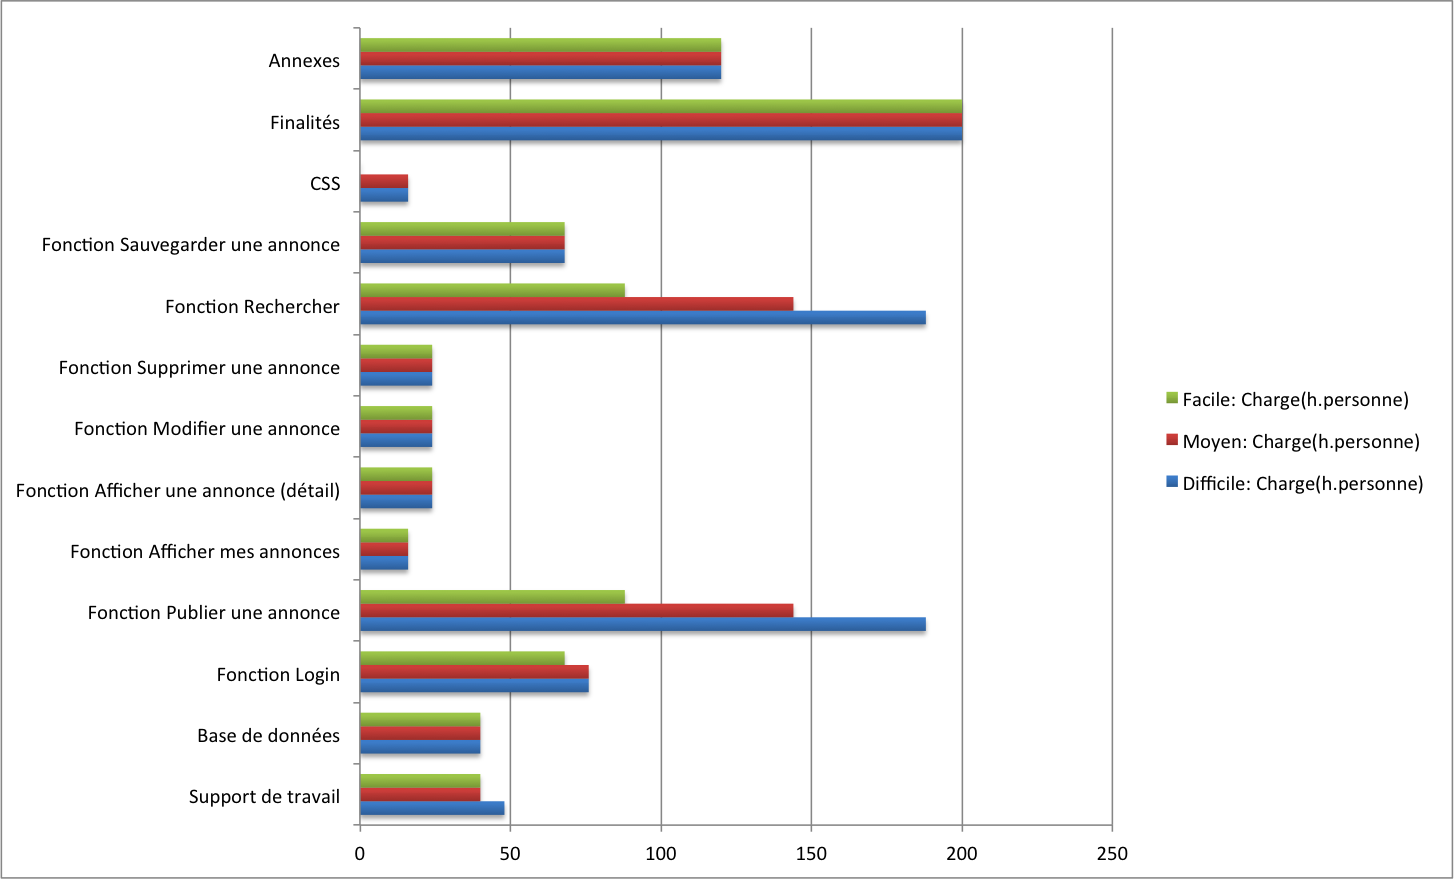 Annexes
Finalités
CSS
Fonction Sauvegarder une annonce
Fonction Rechercher
Fonction Supprimer une annonce
Fonction Modifier une annonce
Fonction Afficher une annonce (détail)
Fonction Afficher mes annonces
Fonction Publier une annonce
Fonction Login
Base de données
Support de travail
0 50 100 150 200 250
Facile: Charge(h.personne)
Moyen: Charge(h.personne)
Difficile: Charge(h.personne)